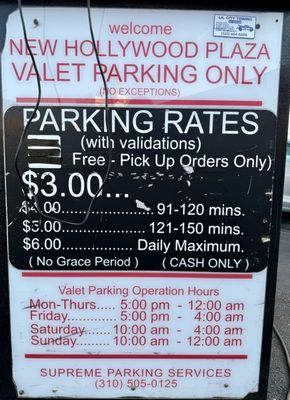 welcome
NEW HOLLYWOOD PLAZA
VALET PARKING ONLY
(NO EXCEPTIONS)
PARKING RATES
(with validations)
Free - Pick Up Orders Only)
$3.00...
$4.00................. 91-120 mins.
.00................. 121-150 mins.
$6.00................. Daily Maximum.
( No Grace Period ) ( CASH ONLY )
Valet Parking Operation Hours
Mon-Thurs..... 5:00 pm - 12:00 am
Friday............. 5:00 pm - 4:00 am
Saturday........ 10:00 am - 4:00 am
Sunday.......... 10:00 am - 12:00 am
SUPREME PARKING SERVICES
(310) 505-0125